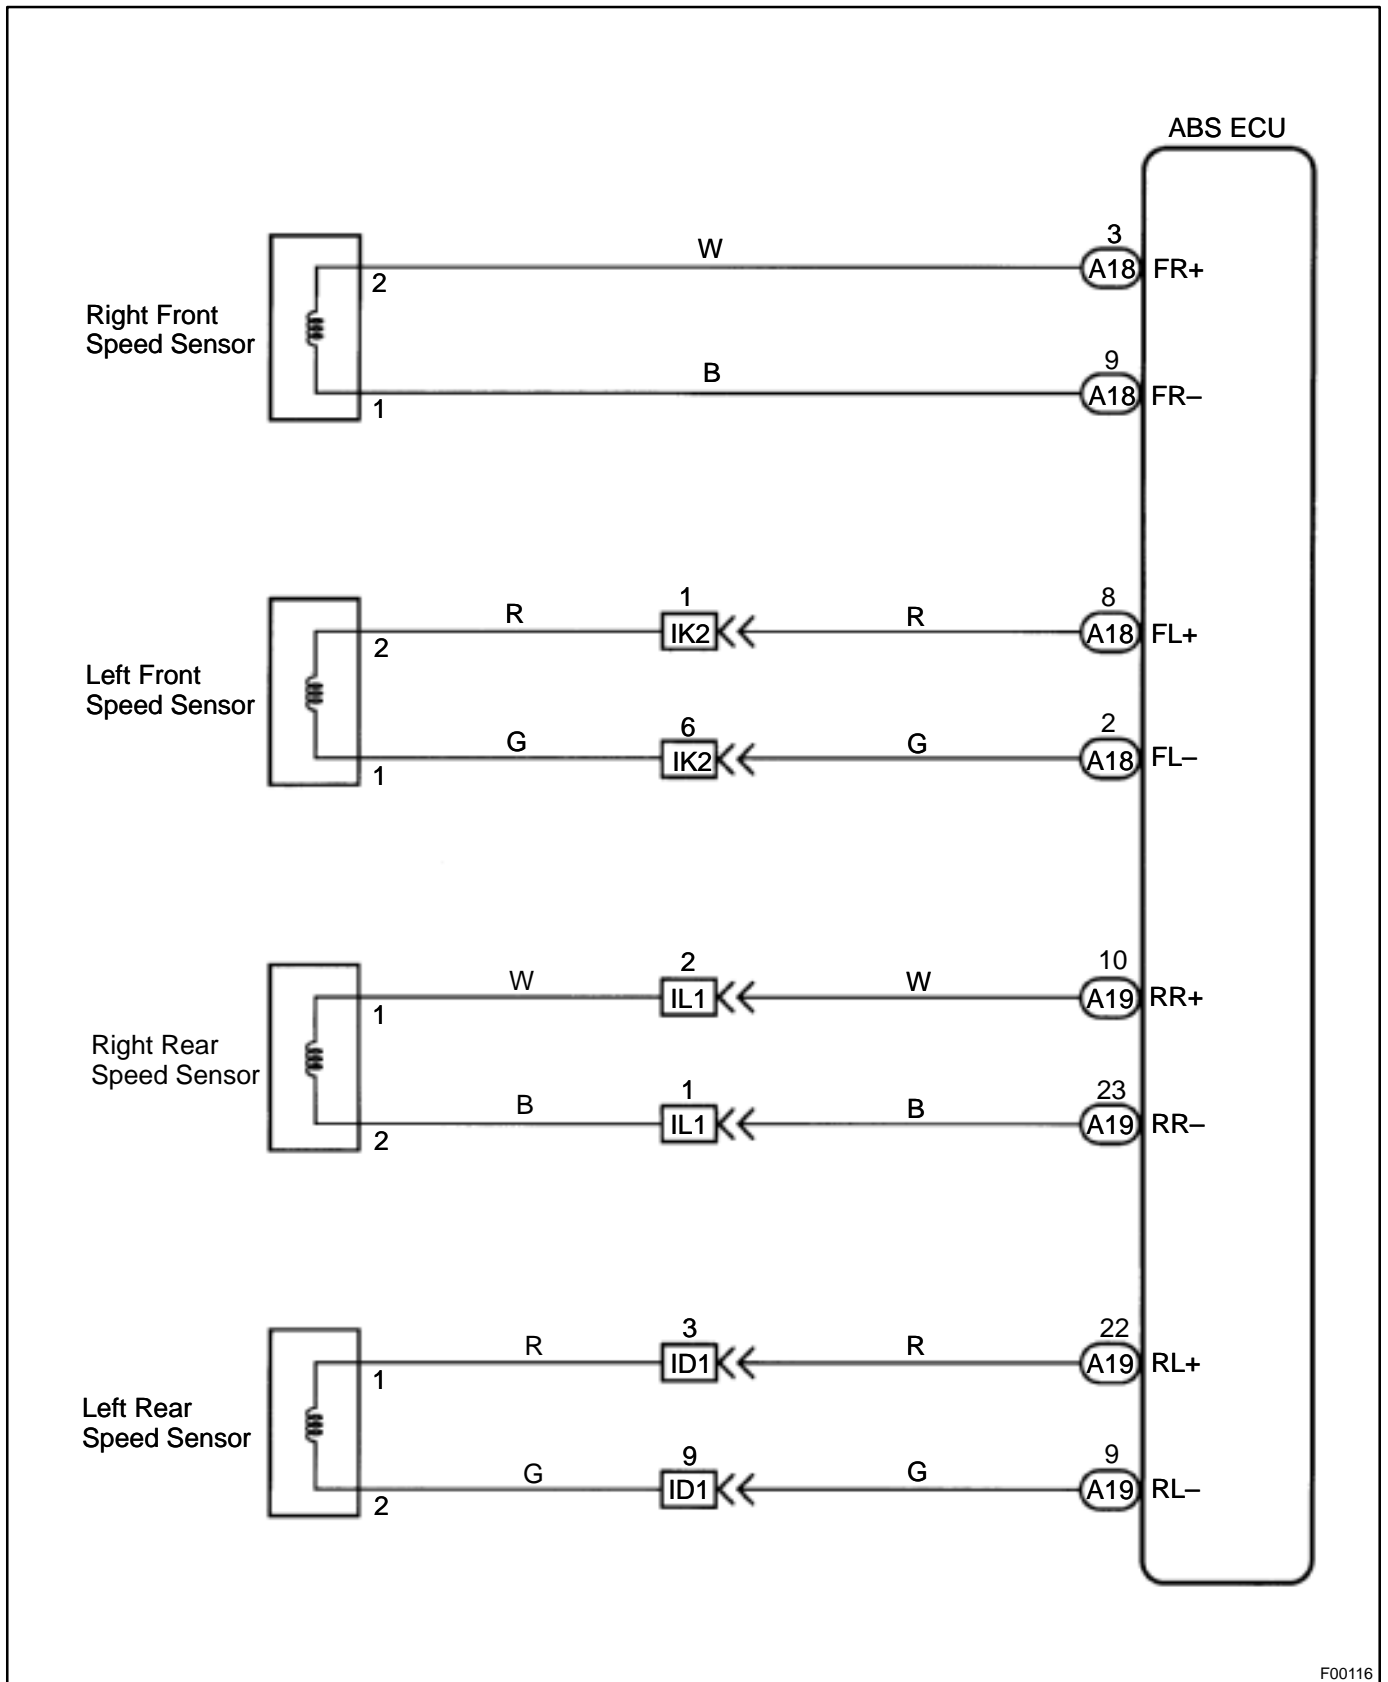 ABS ECU
W
3
2
A18
FR+
Right Front
Speed Sensor
B
9
1
A18
FR–
R
1
IK2
R
8
2
A18
FL+
Left Front
Speed Sensor
G
6
IK2
G
2
1
A18
FL–
W
2
IL1
W
10
1
A19
RR+
Right Rear
Speed Sensor
B
1
IL1
B
23
2
A19
RR–
R
3
ID1
R
22
1
A19
RL+
Left Rear
Speed Sensor
G
9
ID1
G
9
2
A19
RL–
F00116